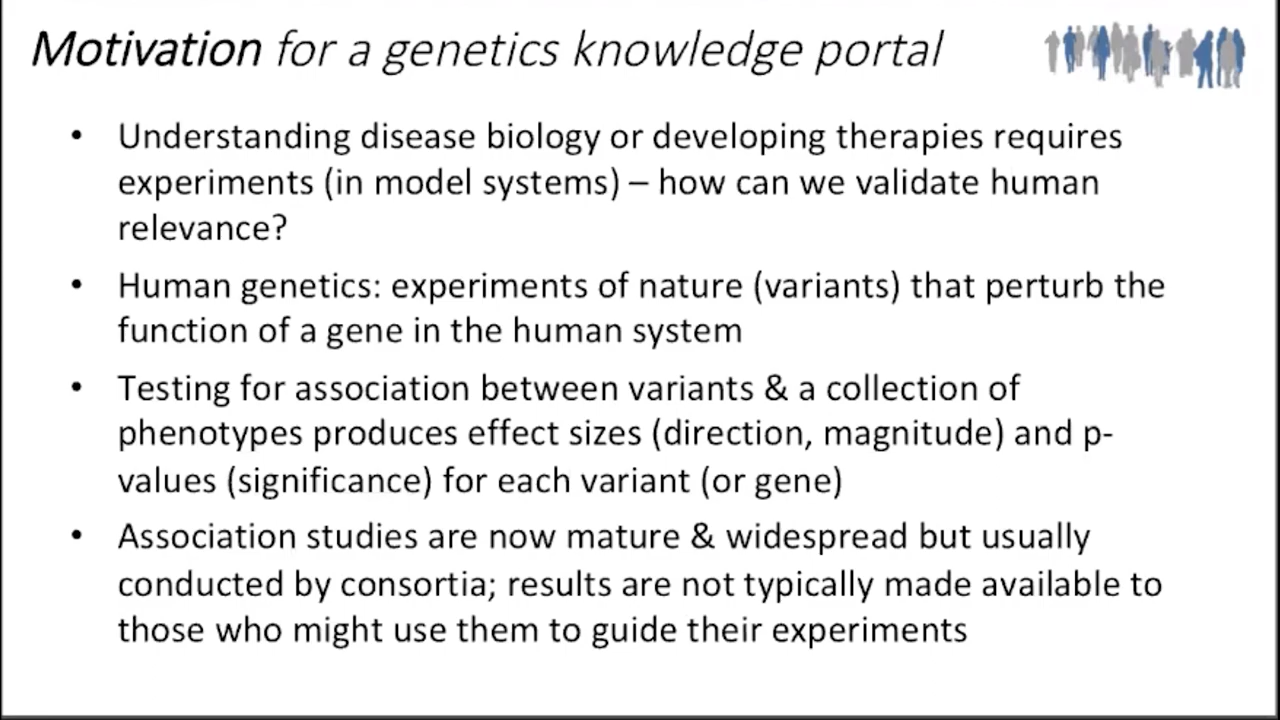 Motivation for a genetics knowledge portal
• Understanding disease biology or developing therapies requires
experiments (in model systems) – how can we validate human
relevance?
• Human genetics: experiments of nature (variants) that perturb the
function of a gene in the human system
• Testing for association between variants & a collection of
phenotypes produces effect sizes (direction, magnitude) and p-
values (significance) for each variant (or gene)
• Association studies are now mature & widespread but usually
conducted by consortia; results are not typically made available to
those who might use them to guide their experiments